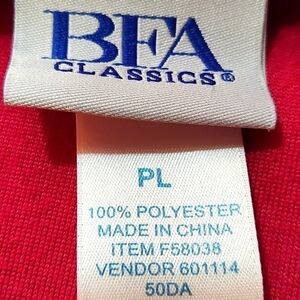 BFA
CLASSICS®
PL
100% POLYESTER
MADE IN CHINA
ITEM F58038
VENDOR 601114
50DA